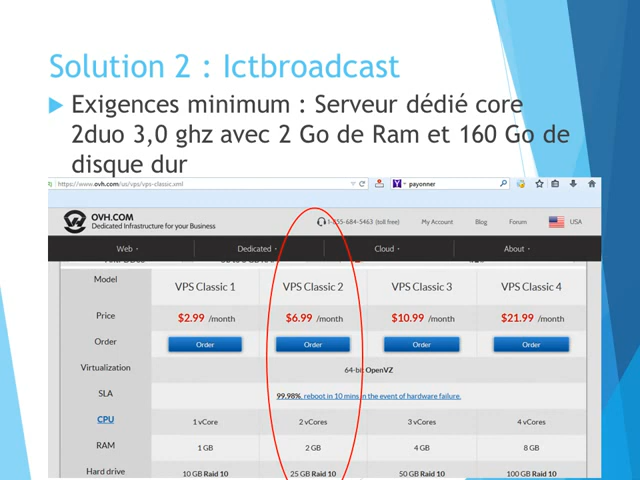 Solution 2 : Ictbroadcast
Exigences minimum : Serveur dédié core
2duo 3,0 ghz avec 2 Go de Ram et 160 Go de
disque dur
https://www.ovh.com/us/vps/vps-classic.xml
payonner
OVH.COM
Dedicated Infrastructure for your Business
1-855-684-5463 (toll free) My Account Blog Forum USA
Web Dedicated Cloud About
Model VPS Classic 1 VPS Classic 2 VPS Classic 3 VPS Classic 4
Price $2.99 /month $6.99 /month $10.99 /month $21.99 /month
Order Order Order Order Order
Virtualization 64-bit OpenVZ
SLA 99.98%, reboot in 10 mins in the event of hardware failure.
CPU 1 vCore 2 vCores 3 vCores 4 vCores
RAM 1 GB 2 GB 4 GB 8 GB
Hard drive 10 GB Raid 10 25 GB Raid 10 50 GB Raid 10 100 GB Raid 10